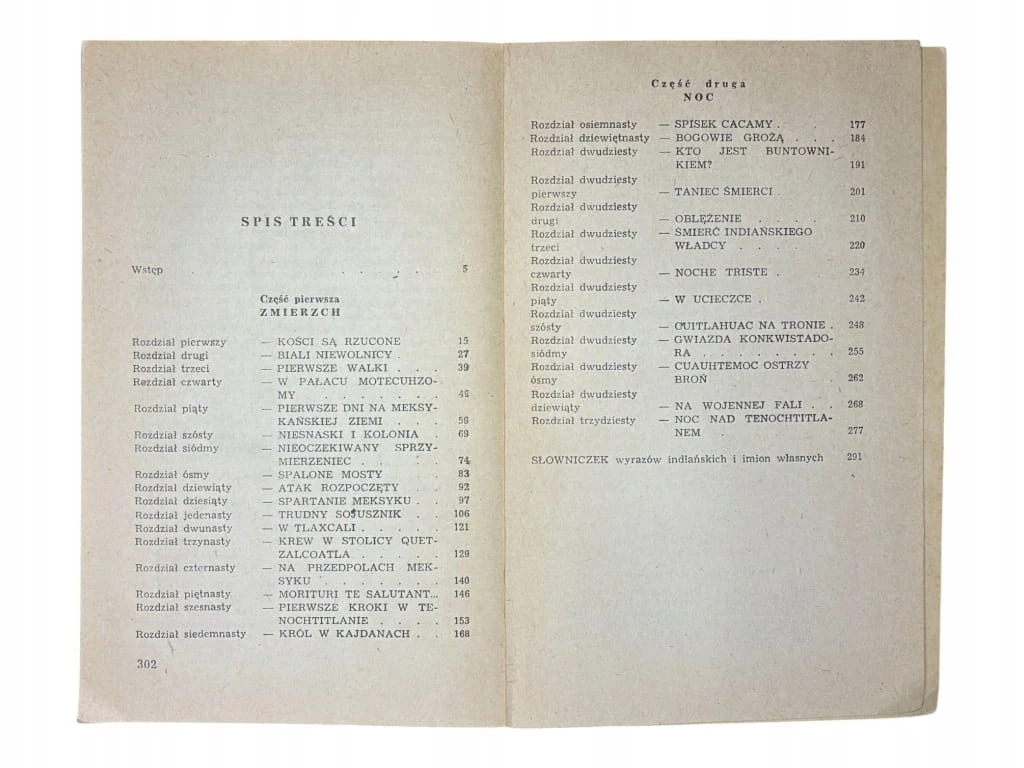 SPIS TREŚCI
Wstęp . . . . . . 5
Część pierwsza
ZMIERZCH
Rozdział pierwszy — KOŚCI SĄ RZUCONE 15
Rozdział drugi — BIALI NIEWOLNICY . 27
Rozdział trzeci — PIERWSZE WALKI . . 39
Rozdział czwarty — W PAŁACU MOTECUHZO-
MY . . . . . . . 48
Rozdział piąty — PIERWSZE DNI NA MEKSY-
KAŃSKIEJ ZIEMI . . . 59
Rozdział szósty — NIESNASKI I KOLONIA . 69
Rozdział siódmy — NIEOCZEKIWANY SPRZY-
MIERZENIEC . . . . 74
Rozdział ósmy — SPALONE MOSTY . . 83
Rozdział dziewiąty — ATAK ROZPOCZĘTY . . 92
Rozdział dziesiąty — SPARTANIE MEKSYKU . . 97
Rozdział jedenasty — TRUDNY SOJUSZNIK . . 106
Rozdział dwunasty — W TLAXCALI . . . . . 121
Rozdział trzynasty — KREW W STOLICY QUET-
ZALCOATLA . . . . . 129
Rozdział czternasty — NA PRZEDPOLACH MEK-
SYKU . . . . . . . 140
Rozdział piętnasty — MORITURI TE SALUTANT... 146
Rozdział szesnasty — PIERWSZE KROKI W TE-
NOCHTITLANIE . . . . 153
Rozdział siedemnasty — KRÓL W KAJDANACH . . 168
302
Część druga
NOC
Rozdział osiemnasty — SPISEK CACAMY . . . 177
Rozdział dziewiętnasty — BOGOWIE GROŻĄ . . . 184
Rozdział dwudziesty — KTO JEST BUNTOWNI-
KIEM? 191
Rozdział dwudziesty
pierwszy — TANIEC ŚMIERCI . 201
Rozdział dwudziesty
drugi — OBLĘŻENIE . . . . 210
Rozdział dwudziesty — ŚMIERĆ INDIAŃSKIEGO
trzeci WŁADCY . . . . 220
Rozdział dwudziesty
czwarty — NOCHE TRISTE . . 234
Rozdział dwudziesty
piąty — W UCIECZCE . 242
Rozdział dwudziesty
szósty — CUITLAHUAC NA TRONIE . 248
Rozdział dwudziesty — GWIAZDA KONKWISTADO-
siódmy RA . . . . . . . . 255
Rozdział dwudziesty — CUAUHTEMOC OSTRZY
ósmy BROŃ . 262
Rozdział dwudziesty
dziewiąty — NA WOJENNEJ FALI . . 268
Rozdział trzydziesty — NOC NAD TENOCHTITLA-
NEM . 277
SŁOWNICZEK wyrazów indiańskich i imion własnych 291